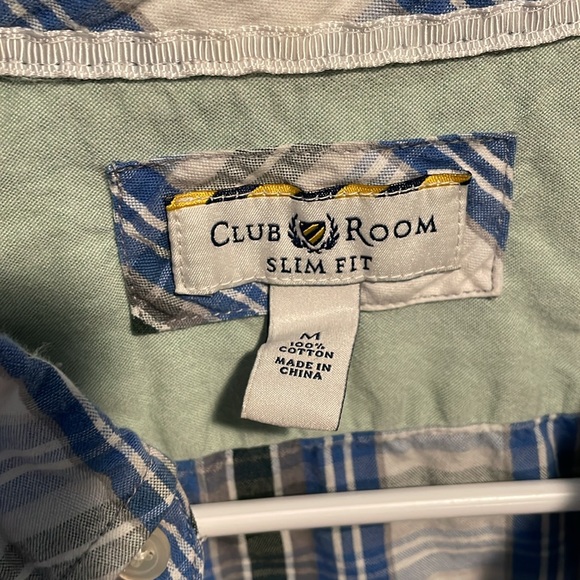 CLUB ROOM
SLIM FIT
M
100%
COTTON
MADE IN
CHINA